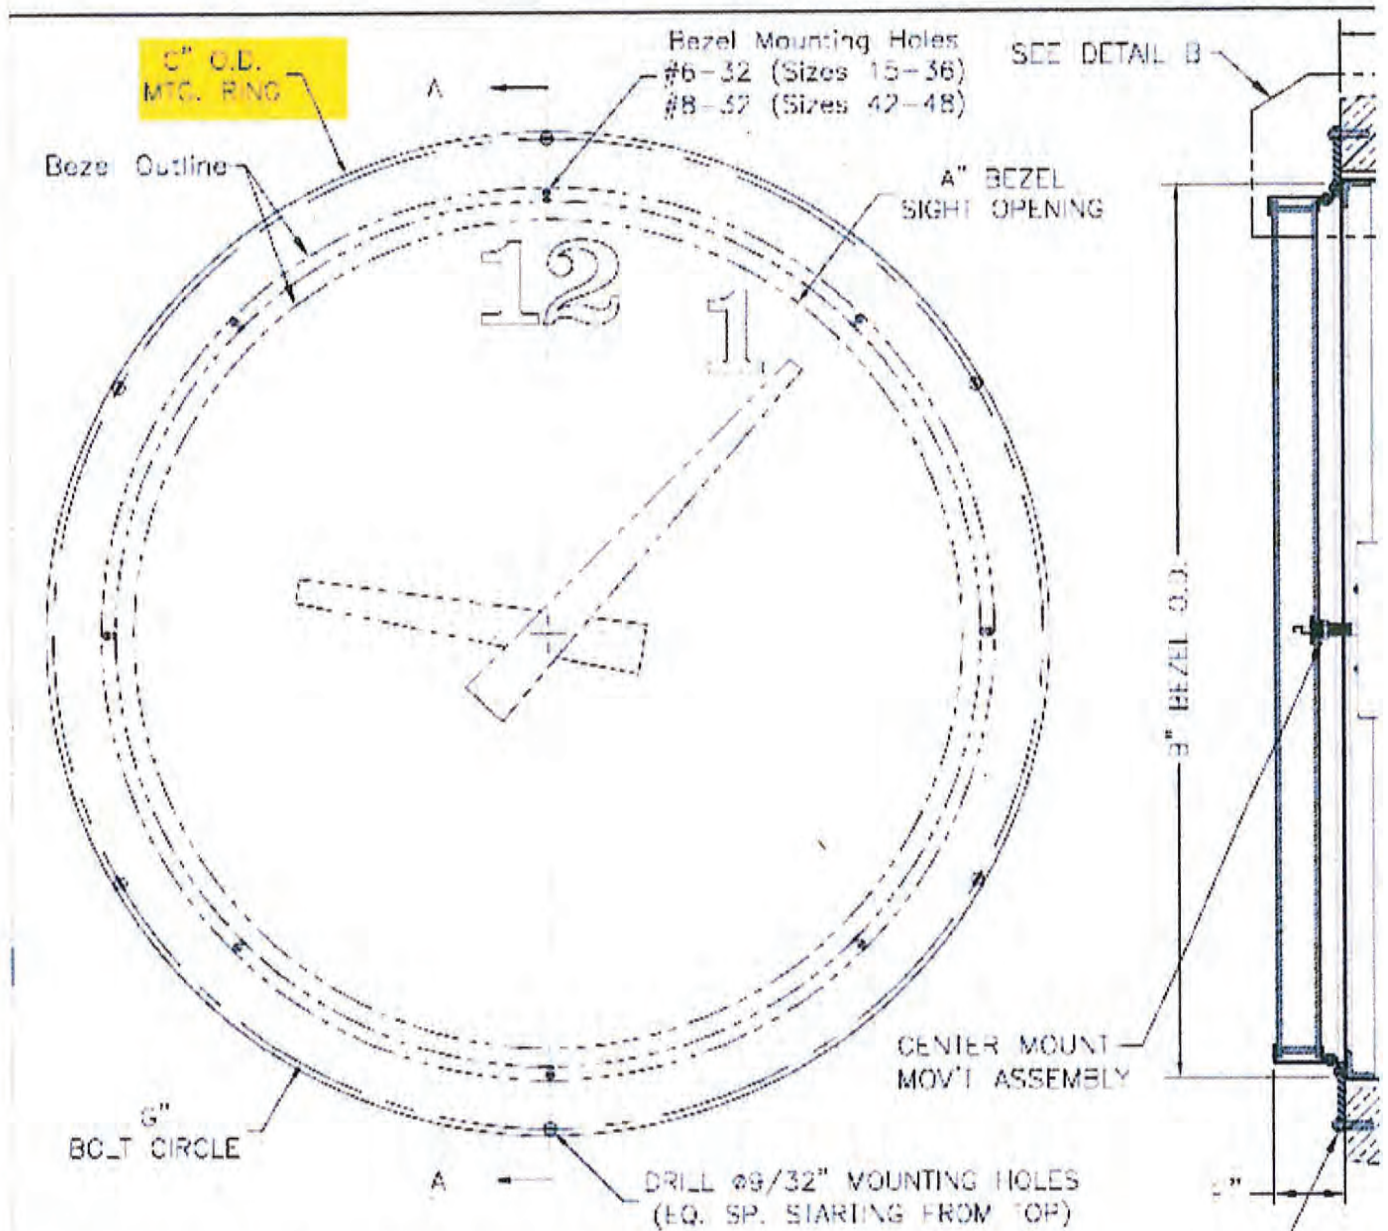 C" O.D.
MTG. RING
A
Bezel Mounting Holes
#6-32 (Sizes 15-36)
#8-32 (Sizes 42-48)
SEE DETAIL B
Bezel Outline
A" BEZEL
SIGHT OPENING
12
1
B" BEZEL O.D.
CENTER MOUNT
MOV'T ASSEMBLY
G"
BOLT CIRCLE
A
DRILL ⌀9/32" MOUNTING HOLES
(EQ. SP. STARTING FROM TOP)